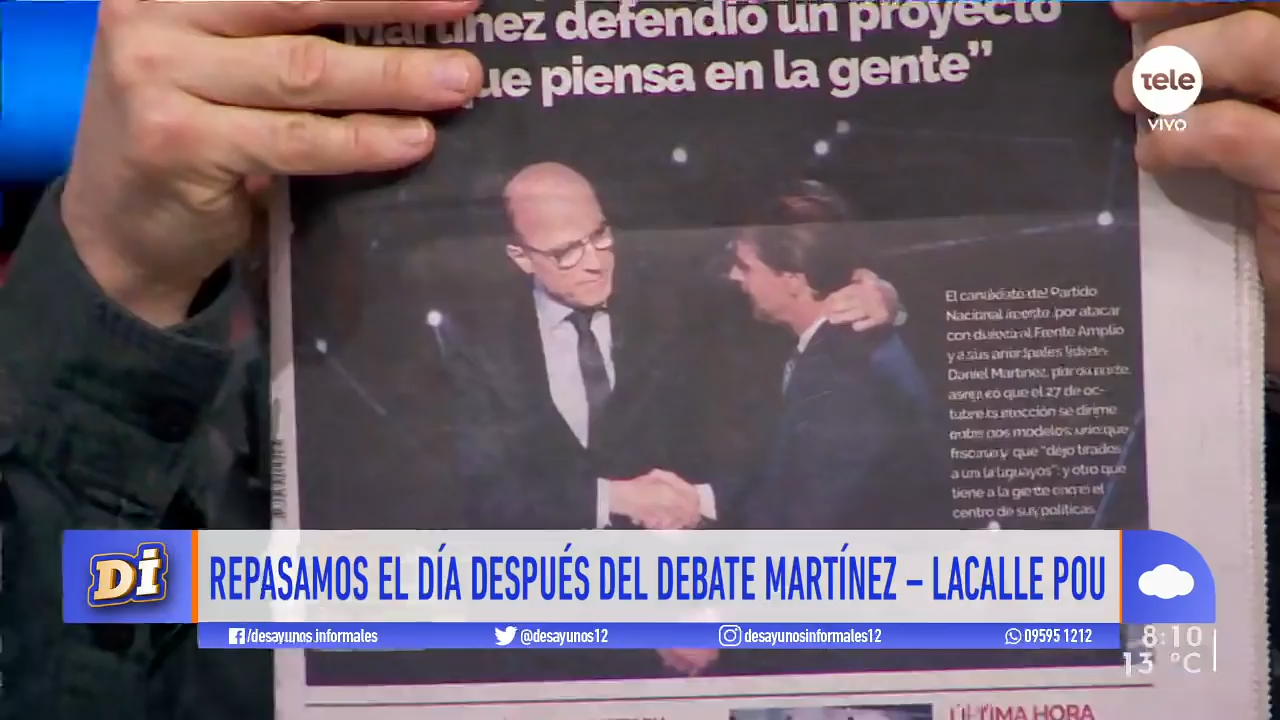 Martínez defendió un proyecto
que piensa en la gente”
tele
VIVO
El candidato del Partido
Nacional por atacar
con al Frente Amplio
y a sus principales
Daniel Martínez, por su parte,
que el 27 de oc-
tubre la elección se dirime
entre dos modelos: uno que
y que “dejó tirados
a
y otro que
tiene a la gente en el
centro de sus políticas.
Di
REPASAMOS EL DÍA DESPUÉS DEL DEBATE MARTÍNEZ – LACALLE POU
/desayunos.informales
@desayunos12
desayunosinformales12
09595 1212
8:10
13 °C
ÚLTIMA HORA